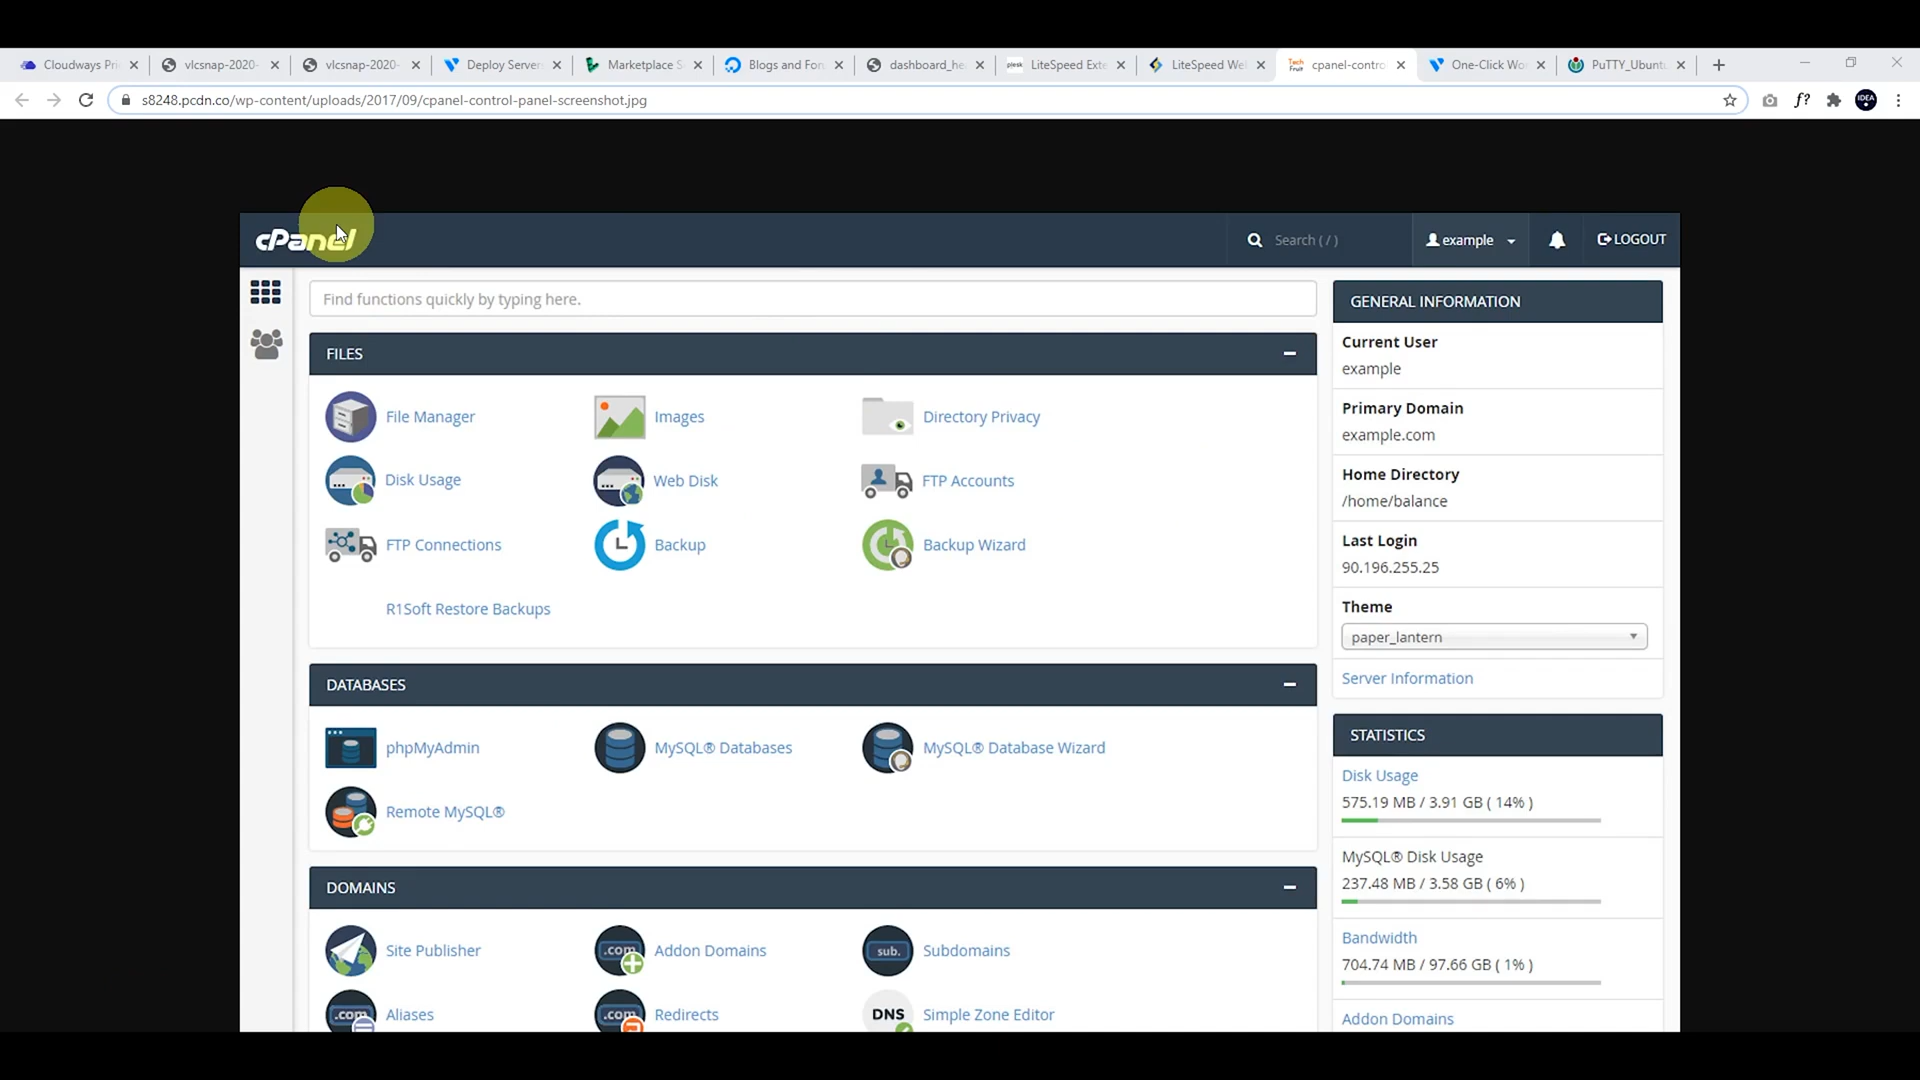 Cloudways Pri
vlcsnap-2020-
vlcsnap-2020-
Deploy Servers
Marketplace S
Blogs and For
dashboard_he
plesk LiteSpeed Exte
LiteSpeed We
Tech Fruit cpanel-contro
One-Click Wo
PuTTY_Ubunt
s8248.pcdn.co/wp-content/uploads/2017/09/cpanel-control-panel-screenshot.jpg
f?
IDEA
cPanel
Search ( / )
example
LOGOUT
Find functions quickly by typing here.
FILES
File Manager
Images
Directory Privacy
Disk Usage
Web Disk
FTP Accounts
FTP Connections
Backup
Backup Wizard
R1Soft Restore Backups
DATABASES
phpMyAdmin
MySQL® Databases
MySQL® Database Wizard
Remote MySQL®
DOMAINS
Site Publisher
.com Addon Domains
sub. Subdomains
.com Aliases
.com Redirects
DNS Simple Zone Editor
GENERAL INFORMATION
Current User
example
Primary Domain
example.com
Home Directory
/home/balance
Last Login
90.196.255.25
Theme
paper_lantern
Server Information
STATISTICS
Disk Usage
575.19 MB / 3.91 GB ( 14% )
MySQL® Disk Usage
237.48 MB / 3.58 GB ( 6% )
Bandwidth
704.74 MB / 97.66 GB ( 1% )
Addon Domains